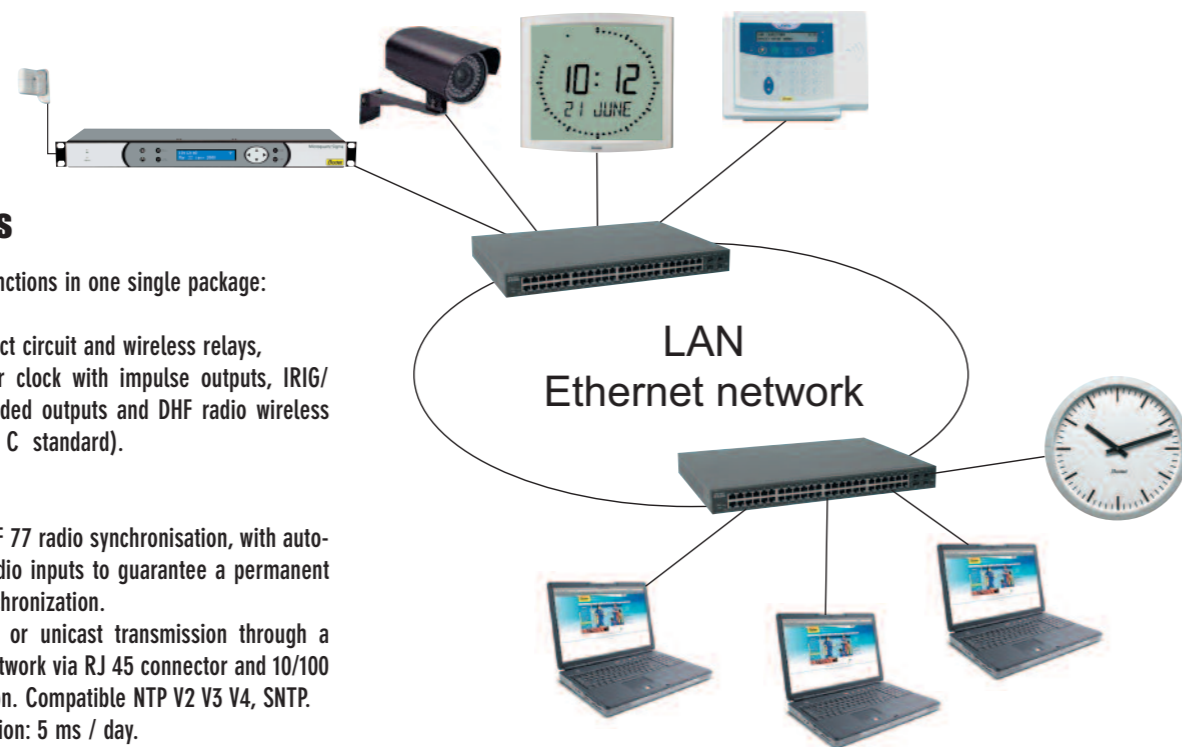 10:12
21 JUNE
s
nctions in one single package:
ct circuit and wireless relays,
r clock with impulse outputs, IRIG/
ded outputs and DHF radio wireless
C standard).
F 77 radio synchronisation, with auto-
dio inputs to guarantee a permanent
chronization.
or unicast transmission through a
etwork via RJ 45 connector and 10/100
on. Compatible NTP V2 V3 V4, SNTP.
ion: 5 ms / day.
LAN
Ethernet network